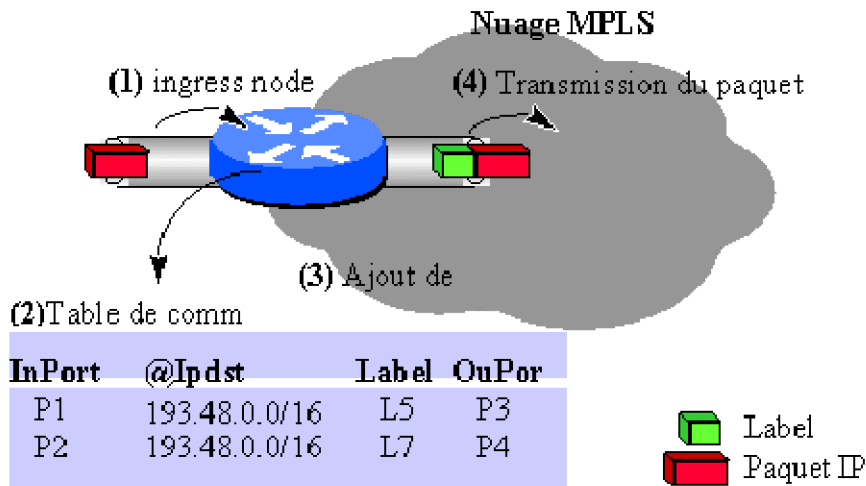 Nuage MPLS
(1) ingress node
(4) Transmission du paquet
(3) Ajout de
(2)Table de comm
InPort @Ipdst Label OuPor
P1 193.48.0.0/16 L5 P3
P2 193.48.0.0/16 L7 P4
Label
Paquet IP